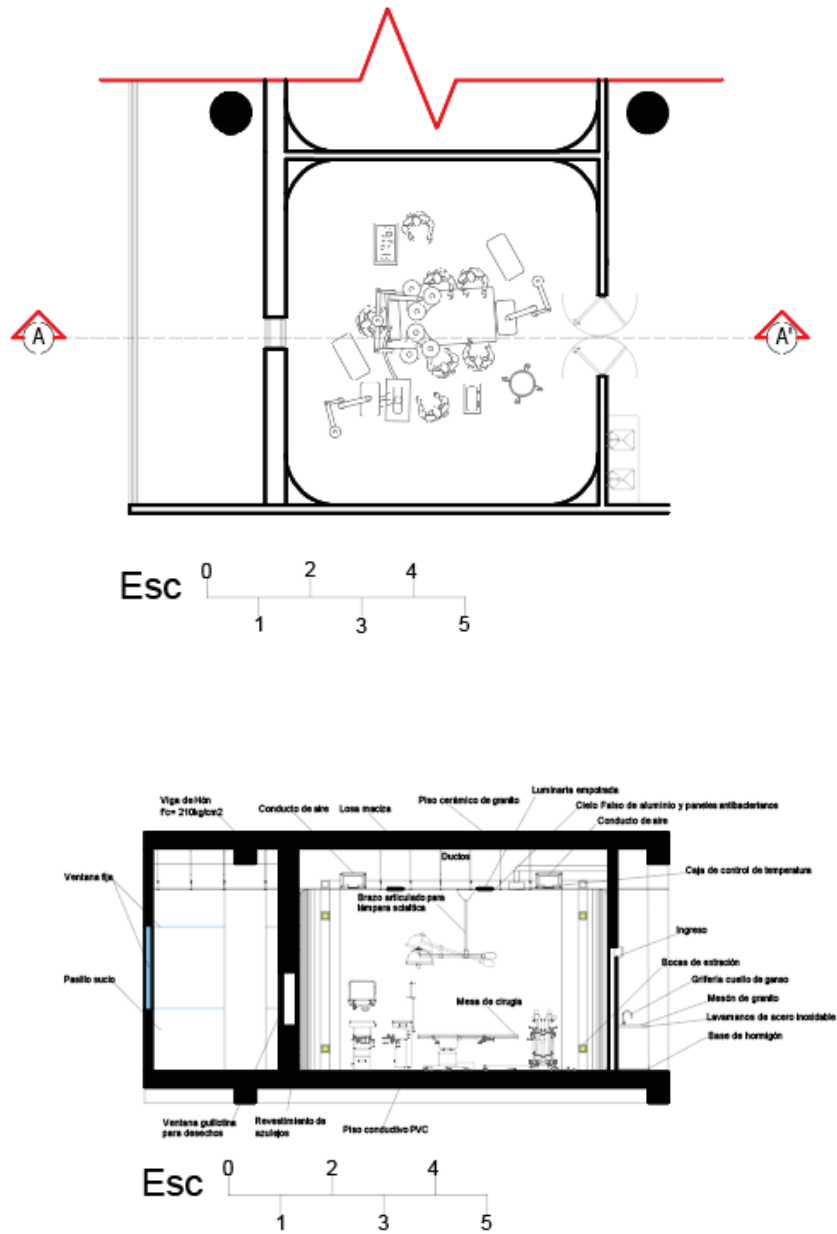 A
A'
Esc
0
2
4
1
3
5
Luminaria empotrada
Viga de Hón
f'c= 210kg/cm2
Conducto de aire
Losa maciza
Piso cerámico de granito
Cielo Falso de aluminio y paneles antibacterianos
Conducto de aire
Ductos
Ventana fija
Caja de control de temperatura
Brazo articulado para
lámpara scialítica
Ingreso
Bocas de extración
Pasillo sucio
Grifería cuello de ganso
Mesa de cirugía
Mesón de granito
Lavamanos de acero inoxidable
Base de hormigón
Ventana guillotina
para desechos
Revestimiento de
azulejos
Piso conductivo PVC
Esc
0
2
4
1
3
5